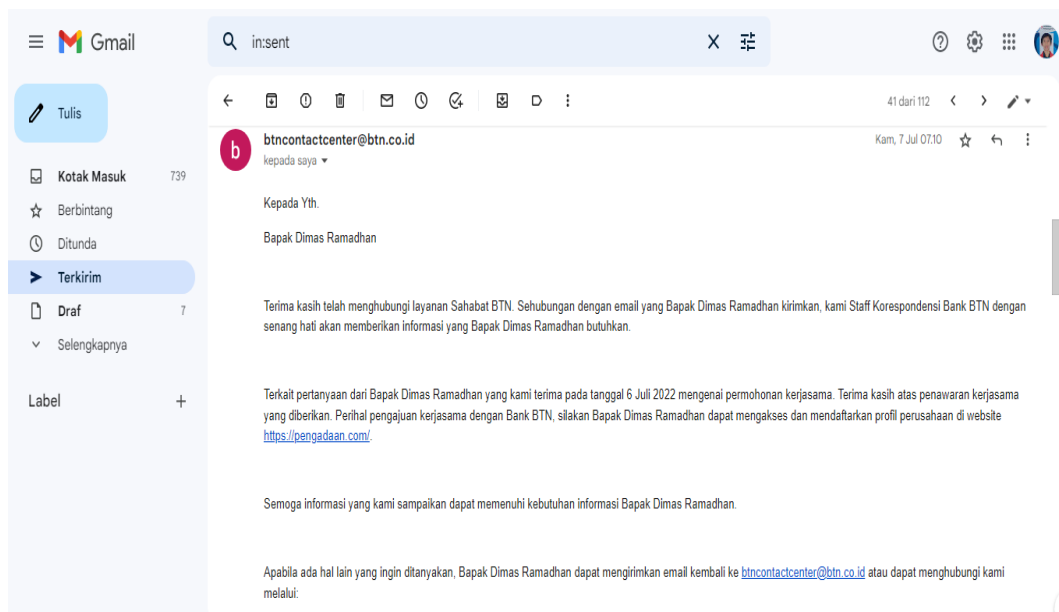 Gmail
in:sent
Tulis
41 dari 112
btncontactcenter@btn.co.id
Kam, 7 Jul 07.10
b
kepada saya
Kotak Masuk 739
Berbintang
Ditunda
Terkirim
Draf 7
Selengkapnya
Label
Kepada Yth.
Bapak Dimas Ramadhan
Terima kasih telah menghubungi layanan Sahabat BTN. Sehubungan dengan email yang Bapak Dimas Ramadhan kirimkan, kami Staff Korespondensi Bank BTN dengan
senang hati akan memberikan informasi yang Bapak Dimas Ramadhan butuhkan.
Terkait pertanyaan dari Bapak Dimas Ramadhan yang kami terima pada tanggal 6 Juli 2022 mengenai permohonan kerjasama. Terima kasih atas penawaran kerjasama
yang diberikan. Perihal pengajuan kerjasama dengan Bank BTN, silakan Bapak Dimas Ramadhan dapat mengakses dan mendaftarkan profil perusahaan di website
https://pengadaan.com/.
Semoga informasi yang kami sampaikan dapat memenuhi kebutuhan informasi Bapak Dimas Ramadhan.
Apabila ada hal lain yang ingin ditanyakan, Bapak Dimas Ramadhan dapat mengirimkan email kembali ke btncontactcenter@btn.co.id atau dapat menghubungi kami
melalui: